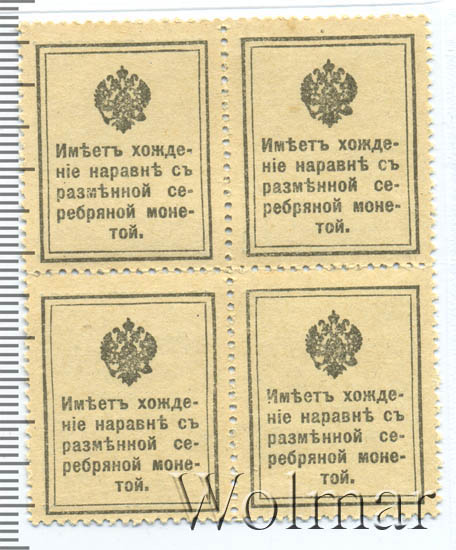 Имѣетъ хожде-
ніе наравнѣ съ
размѣнной се-
ребряной моне-
той.
Имѣетъ хожде-
ніе наравнѣ съ
размѣнной се-
ребряной моне-
той.
Имѣетъ хожде-
ніе наравнѣ съ
размѣнной се-
ребряной моне-
той.
Имѣетъ хожде-
ніе наравнѣ съ
размѣнной се-
ребряной моне-
той.
Wolmar